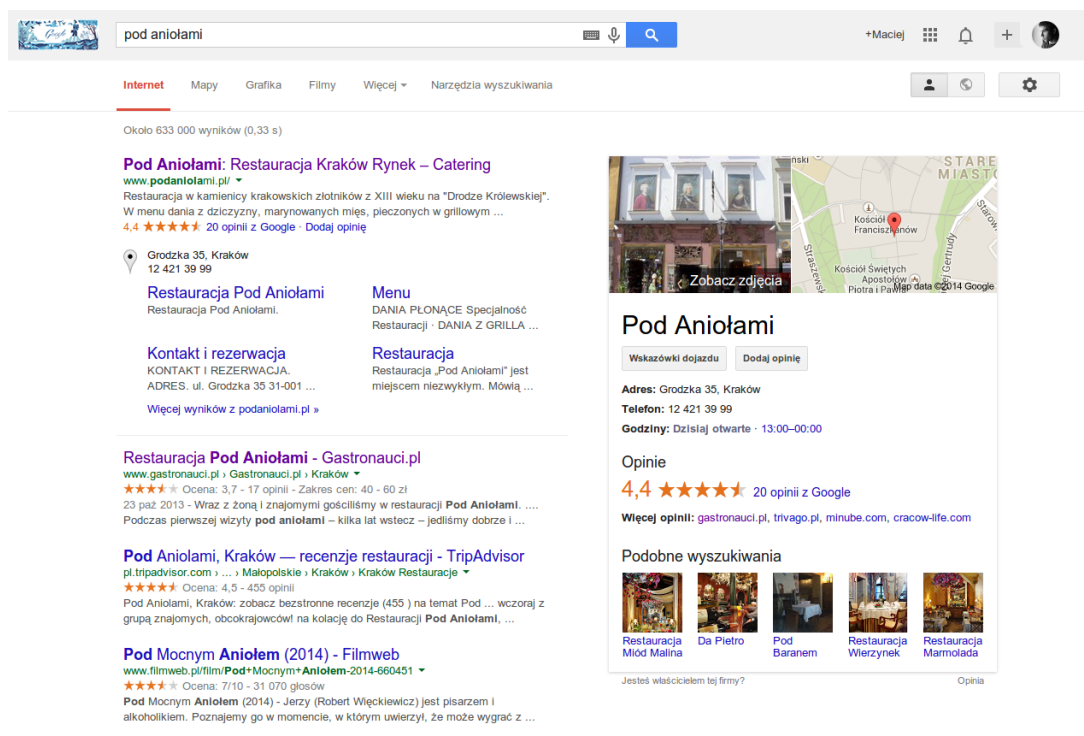 Google
pod aniołami
+Maciej
Internet Mapy Grafika Filmy Więcej Narzędzia wyszukiwania
Około 633 000 wyników (0,33 s)
Pod Aniołami: Restauracja Kraków Rynek – Catering
www.podaniolami.pl/
Restauracja w kamienicy krakowskich złotników z XIII wieku na "Drodze Królewskiej".
W menu dania z dziczyzny, marynowanych mięs, pieczonych w grillowym ...
4,4 20 opinii z Google · Dodaj opinię
Grodzka 35, Kraków
12 421 39 99
Restauracja Pod Aniołami
Restauracja Pod Aniołami.
Menu
DANIA PŁONĄCE Specjalność
Restauracji · DANIA Z GRILLA ...
Kontakt i rezerwacja
KONTAKT I REZERWACJA.
ADRES. ul. Grodzka 35 31-001 ...
Restauracja
Restauracja „Pod Aniołami” jest
miejscem niezwykłym. Mówią ...
Więcej wyników z podaniolami.pl »
Restauracja Pod Aniołami - Gastronauci.pl
www.gastronauci.pl › Gastronauci.pl › Kraków
Ocena: 3,7 - 17 opinii - Zakres cen: 40 - 60 zł
23 paź 2013 - Wraz z żoną i znajomymi gościliśmy w restauracji Pod Aniołami. ....
Podczas pierwszej wizyty pod aniołami – kilka lat wstecz – jedliśmy dobrze i ...
Pod Aniolami, Kraków — recenzje restauracji - TripAdvisor
pl.tripadvisor.com › ... › Małopolskie › Kraków › Kraków Restauracje
Ocena: 4,5 - 455 opinii
Pod Aniolami, Kraków: zobacz bezstronne recenzje (455 ) na temat Pod ... wczoraj z
grupą znajomych, obcokrajowców! na kolację do Restauracji Pod Aniołami, ...
Pod Mocnym Aniołem (2014) - Filmweb
www.filmweb.pl/film/Pod+Mocnym+Aniołem-2014-660451
Ocena: 7/10 - 31 070 głosów
Pod Mocnym Aniołem (2014) - Jerzy (Robert Więckiewicz) jest pisarzem i
alkoholikiem. Poznajemy go w momencie, w którym uwierzył, że może wygrać z ...
Zobacz zdjęcia
ński
STARE
MIASTO
Kościół
Franciszkanów
Straszewsk
Kościół Świętych
Apostołów
Piotra i Pawła
j Gertrudy
Starow
Map data ©2014 Google
Pod Aniołami
Wskazówki dojazdu Dodaj opinię
Adres: Grodzka 35, Kraków
Telefon: 12 421 39 99
Godziny: Dzisiaj otwarte · 13:00–00:00
Opinie
4,4 20 opinii z Google
Więcej opinii: gastronauci.pl, trivago.pl, minube.com, cracow-life.com
Podobne wyszukiwania
Restauracja
Miód Malina
Da Pietro
Pod
Baranem
Restauracja
Wierzynek
Restauracja
Marmolada
Jesteś właścicielem tej firmy? Opinia